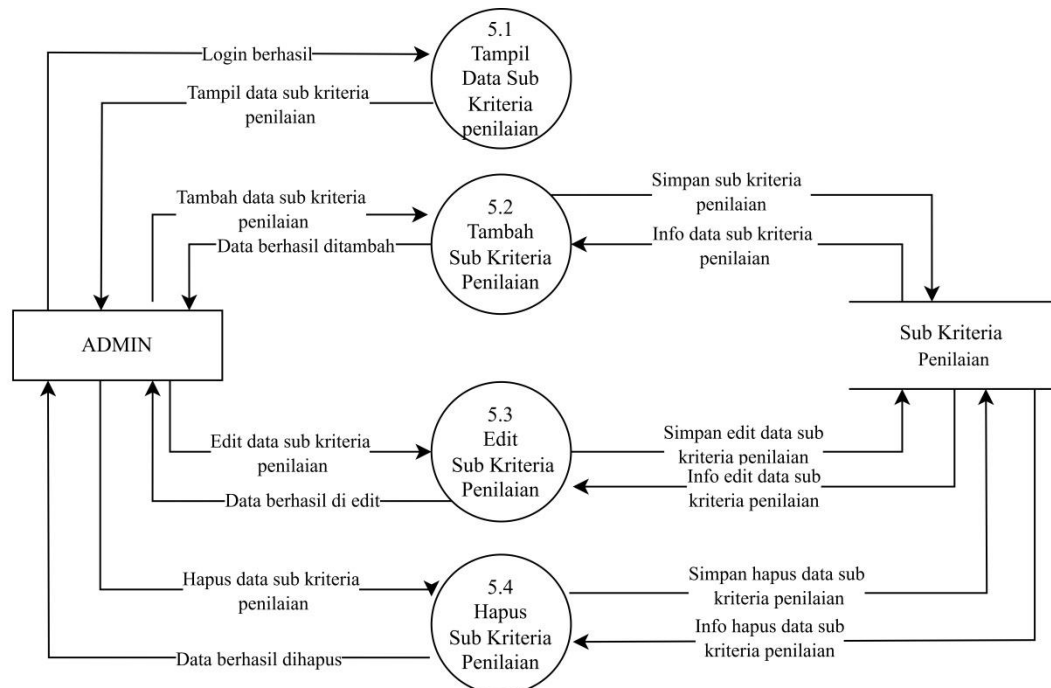 5.1
Tampil
Data Sub
Kriteria
penilaian
Login berhasil
Tampil data sub kriteria
penilaian
Tambah data sub kriteria
penilaian
Data berhasil ditambah
5.2
Tambah
Sub Kriteria
Penilaian
Simpan sub kriteria
penilaian
Info data sub kriteria
penilaian
ADMIN
Sub Kriteria
Penilaian
Edit data sub kriteria
penilaian
Data berhasil di edit
5.3
Edit
Sub Kriteria
Penilaian
Simpan edit data sub
kriteria penilaian
Info edit data sub
kriteria penilaian
Hapus data sub kriteria
penilaian
Data berhasil dihapus
5.4
Hapus
Sub Kriteria
Penilaian
Simpan hapus data sub
kriteria penilaian
Info hapus data sub
kriteria penilaian